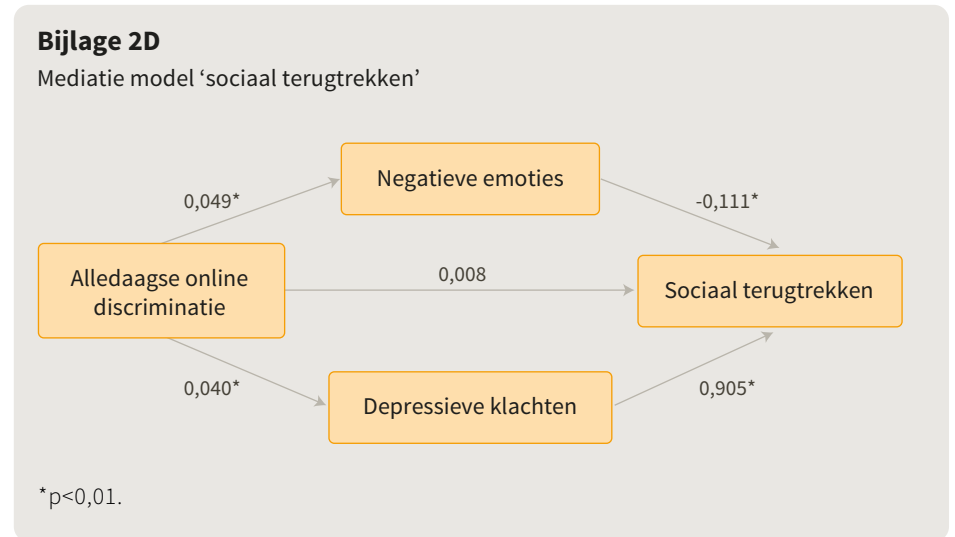 Bijlage 2D
Mediatie model ‘sociaal terugtrekken’
Negatieve emoties
0,049*
-0,111*
Alledaagse online
discriminatie
0,008
Sociaal terugtrekken
0,040*
Depressieve klachten
0,905*
*p<0,01.